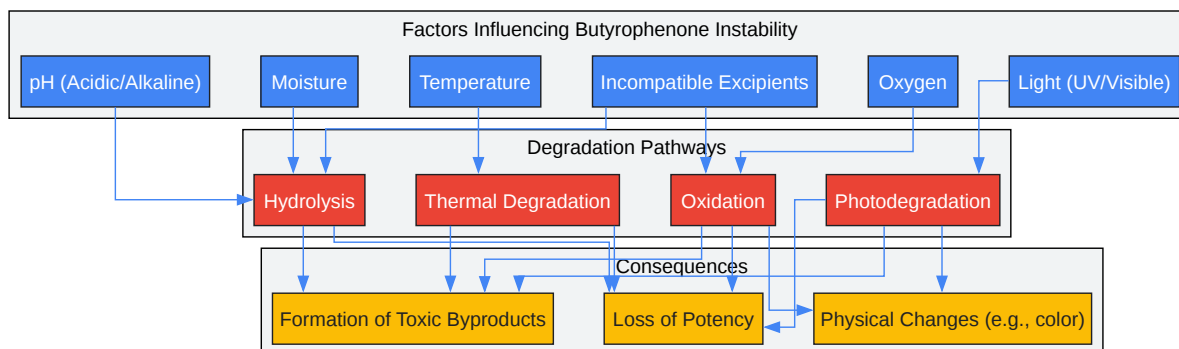 Factors Influencing Butyrophenone Instability
pH (Acidic/Alkaline)
Moisture
Temperature
Incompatible Excipients
Oxygen
Light (UV/Visible)
Degradation Pathways
Hydrolysis
Thermal Degradation
Oxidation
Photodegradation
Consequences
Formation of Toxic Byproducts
Loss of Potency
Physical Changes (e.g., color)